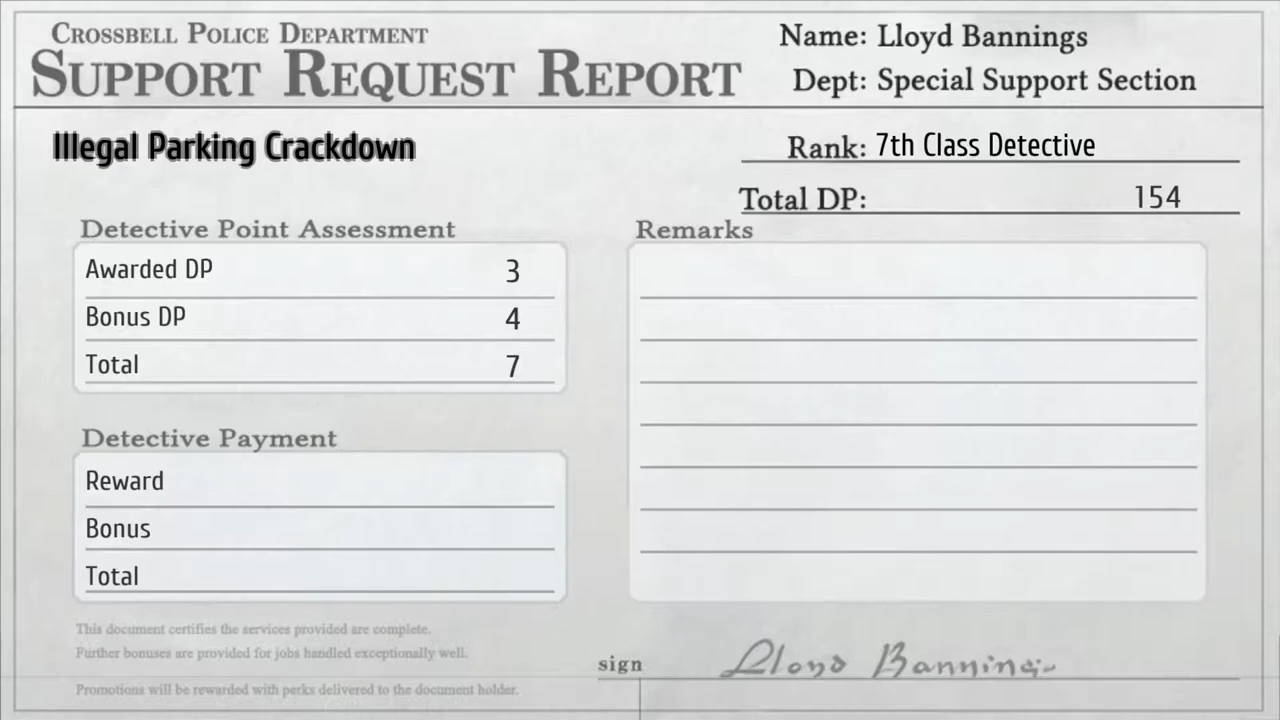 CROSSBELL POLICE DEPARTMENT
SUPPORT REQUEST REPORT
Name: Lloyd Bannings
Dept: Special Support Section
Illegal Parking Crackdown
Rank: 7th Class Detective
Total DP: 154
Detective Point Assessment
Awarded DP 3
Bonus DP 4
Total 7
Remarks
Detective Payment
Reward
Bonus
Total
This document certifies the services provided are complete.
Further bonuses are provided for jobs handled exceptionally well.
Promotions will be rewarded with perks delivered to the document holder.
sign Lloyd Bannings